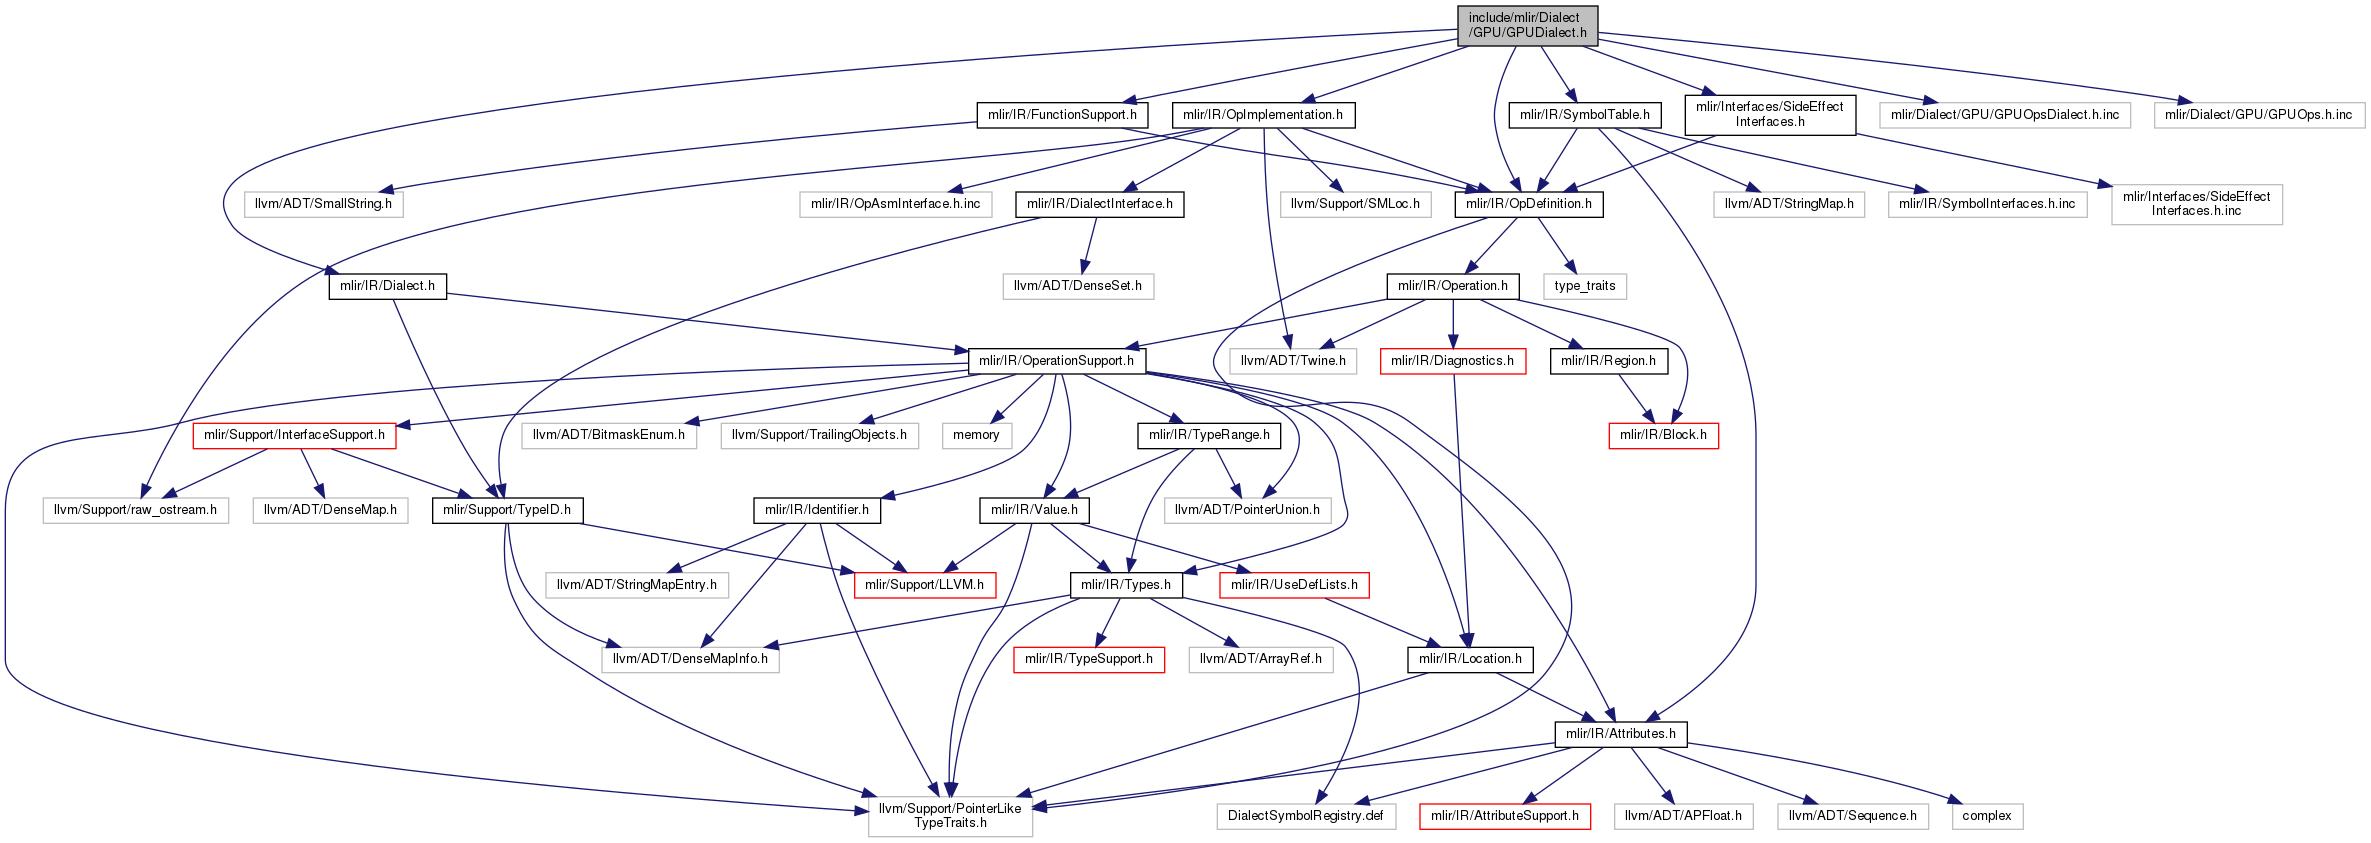 include/mlir/Dialect
/GPU/GPUDialect.h
mlir/IR/FunctionSupport.h
mlir/IR/OpImplementation.h
mlir/IR/SymbolTable.h
mlir/Interfaces/SideEffect
Interfaces.h
mlir/Dialect/GPU/GPUOpsDialect.h.inc
mlir/Dialect/GPU/GPUOps.h.inc
llvm/ADT/SmallString.h
mlir/IR/OpAsmInterface.h.inc
mlir/IR/DialectInterface.h
llvm/Support/SMLoc.h
mlir/IR/OpDefinition.h
llvm/ADT/StringMap.h
mlir/IR/SymbolInterfaces.h.inc
mlir/Interfaces/SideEffect
Interfaces.h.inc
mlir/IR/Dialect.h
llvm/ADT/DenseSet.h
mlir/IR/Operation.h
type_traits
mlir/IR/OperationSupport.h
llvm/ADT/Twine.h
mlir/IR/Diagnostics.h
mlir/IR/Region.h
mlir/Support/InterfaceSupport.h
llvm/ADT/BitmaskEnum.h
llvm/Support/TrailingObjects.h
memory
mlir/IR/TypeRange.h
mlir/IR/Block.h
llvm/Support/raw_ostream.h
llvm/ADT/DenseMap.h
mlir/Support/TypeID.h
mlir/IR/Identifier.h
mlir/IR/Value.h
llvm/ADT/PointerUnion.h
llvm/ADT/StringMapEntry.h
mlir/Support/LLVM.h
mlir/IR/Types.h
mlir/IR/UseDefLists.h
llvm/ADT/DenseMapInfo.h
mlir/IR/TypeSupport.h
llvm/ADT/ArrayRef.h
mlir/IR/Location.h
mlir/IR/Attributes.h
llvm/Support/PointerLike
TypeTraits.h
DialectSymbolRegistry.def
mlir/IR/AttributeSupport.h
llvm/ADT/APFloat.h
llvm/ADT/Sequence.h
complex